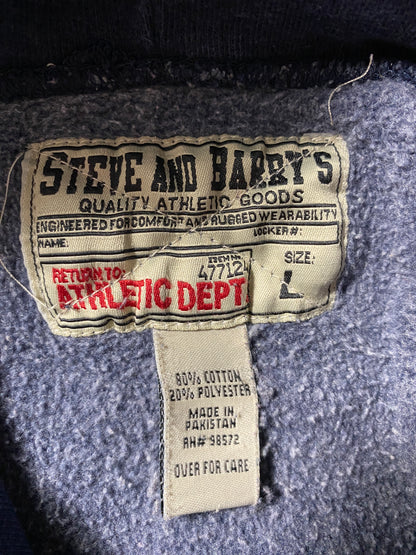 STEVE AND BARRY'S
QUALITY ATHLETIC GOODS
ENGINEERED FOR COMFORT AND RUGGED WEARABILITY
NAME: LOCKER#:
RETURN TO: ITEM No. SIZE:
ATHLETIC DEPT 477124 L
80% COTTON
20% POLYESTER
MADE IN
PAKISTAN
RN# 98572
OVER FOR CARE